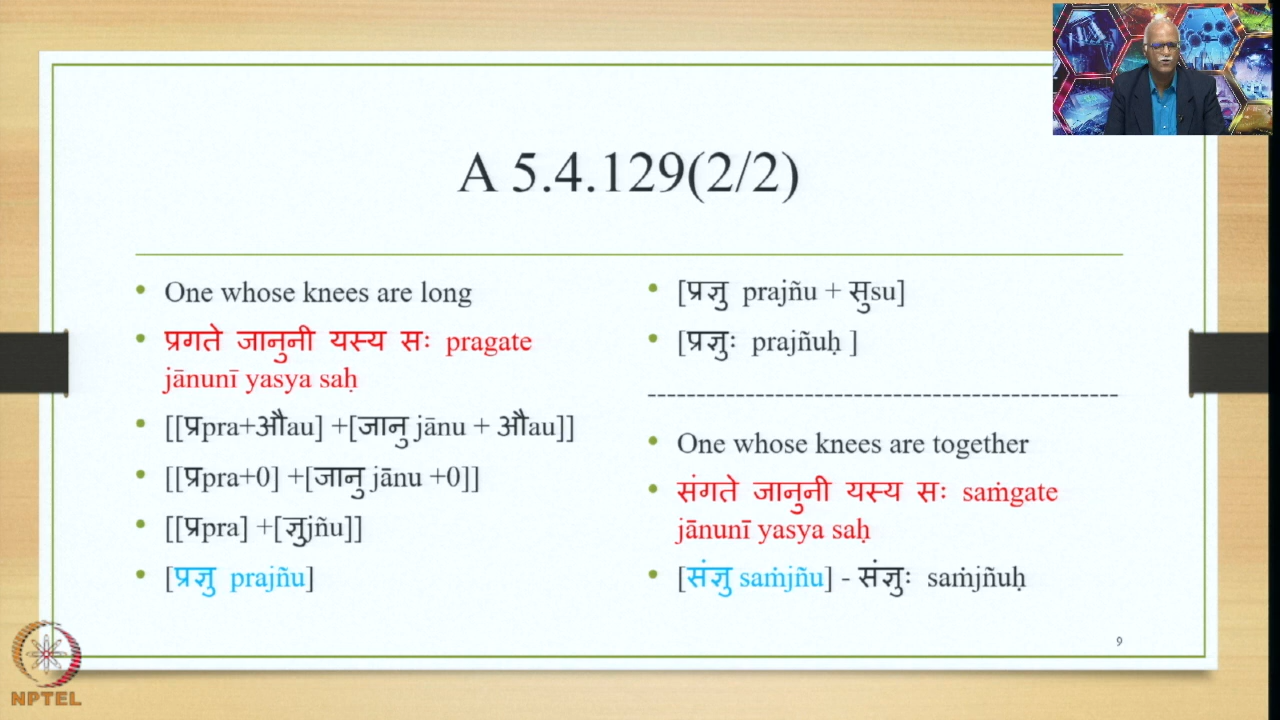 A 5.4.129(2/2)
• One whose knees are long
• प्रगते जानुनी यस्य सः pragate
jānunī yasya saḥ
• [[प्रpra+औau] +[जानु jānu + औau]]
• [[प्रpra+0] +[जानु jānu +0]]
• [[प्रpra] +[ज्ञुjñu]]
• [प्रज्ञु prajñu]
• [प्रज्ञु prajñu + सुsu]
• [प्रज्ञुः prajñuḥ ]
-------------------------------------------
• One whose knees are together
• संगते जानुनी यस्य सः saṁgate
jānunī yasya saḥ
• [संज्ञु saṁjñu] - संज्ञुः saṁjñuḥ
9
NPTEL